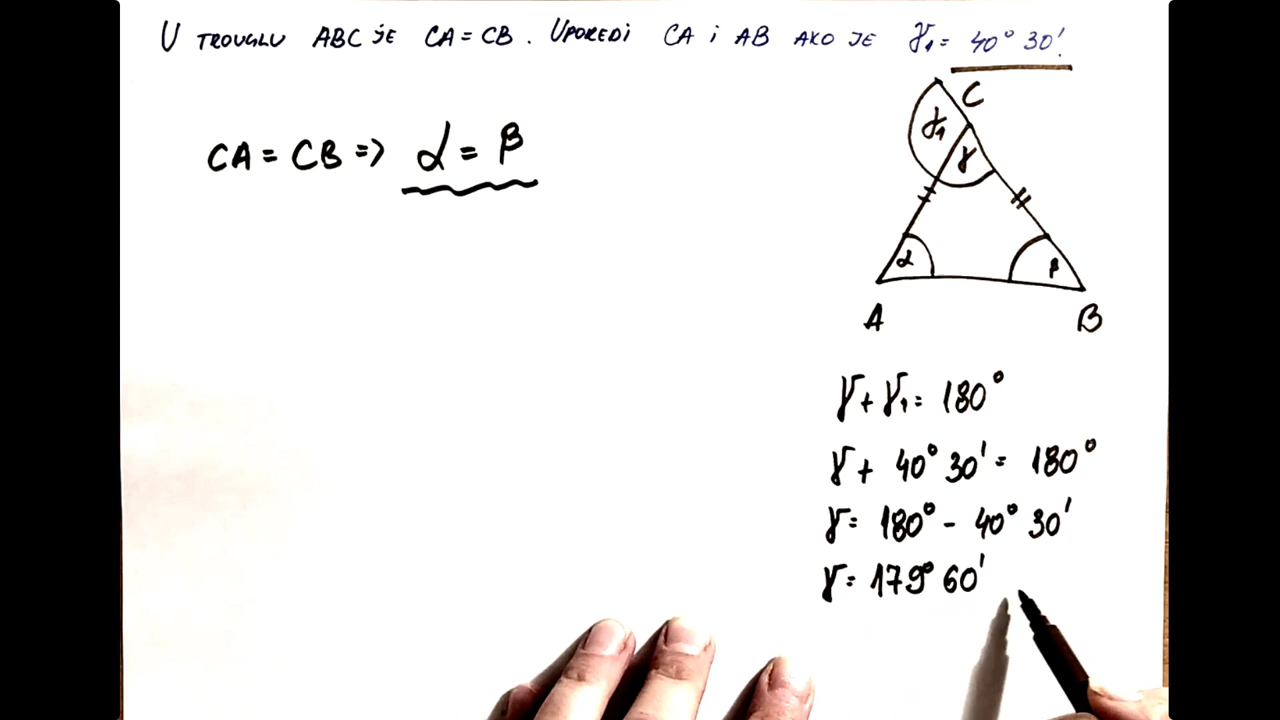 U TROUGLU ABC JE CA = CB. UPOREDI CA I AB AKO JE γ₁ = 40° 30'.
CA = CB => α = β
C
γ₁
γ
α
β
A
B
γ + γ₁ = 180°
γ + 40° 30' = 180°
γ = 180° - 40° 30'
γ = 179° 60'